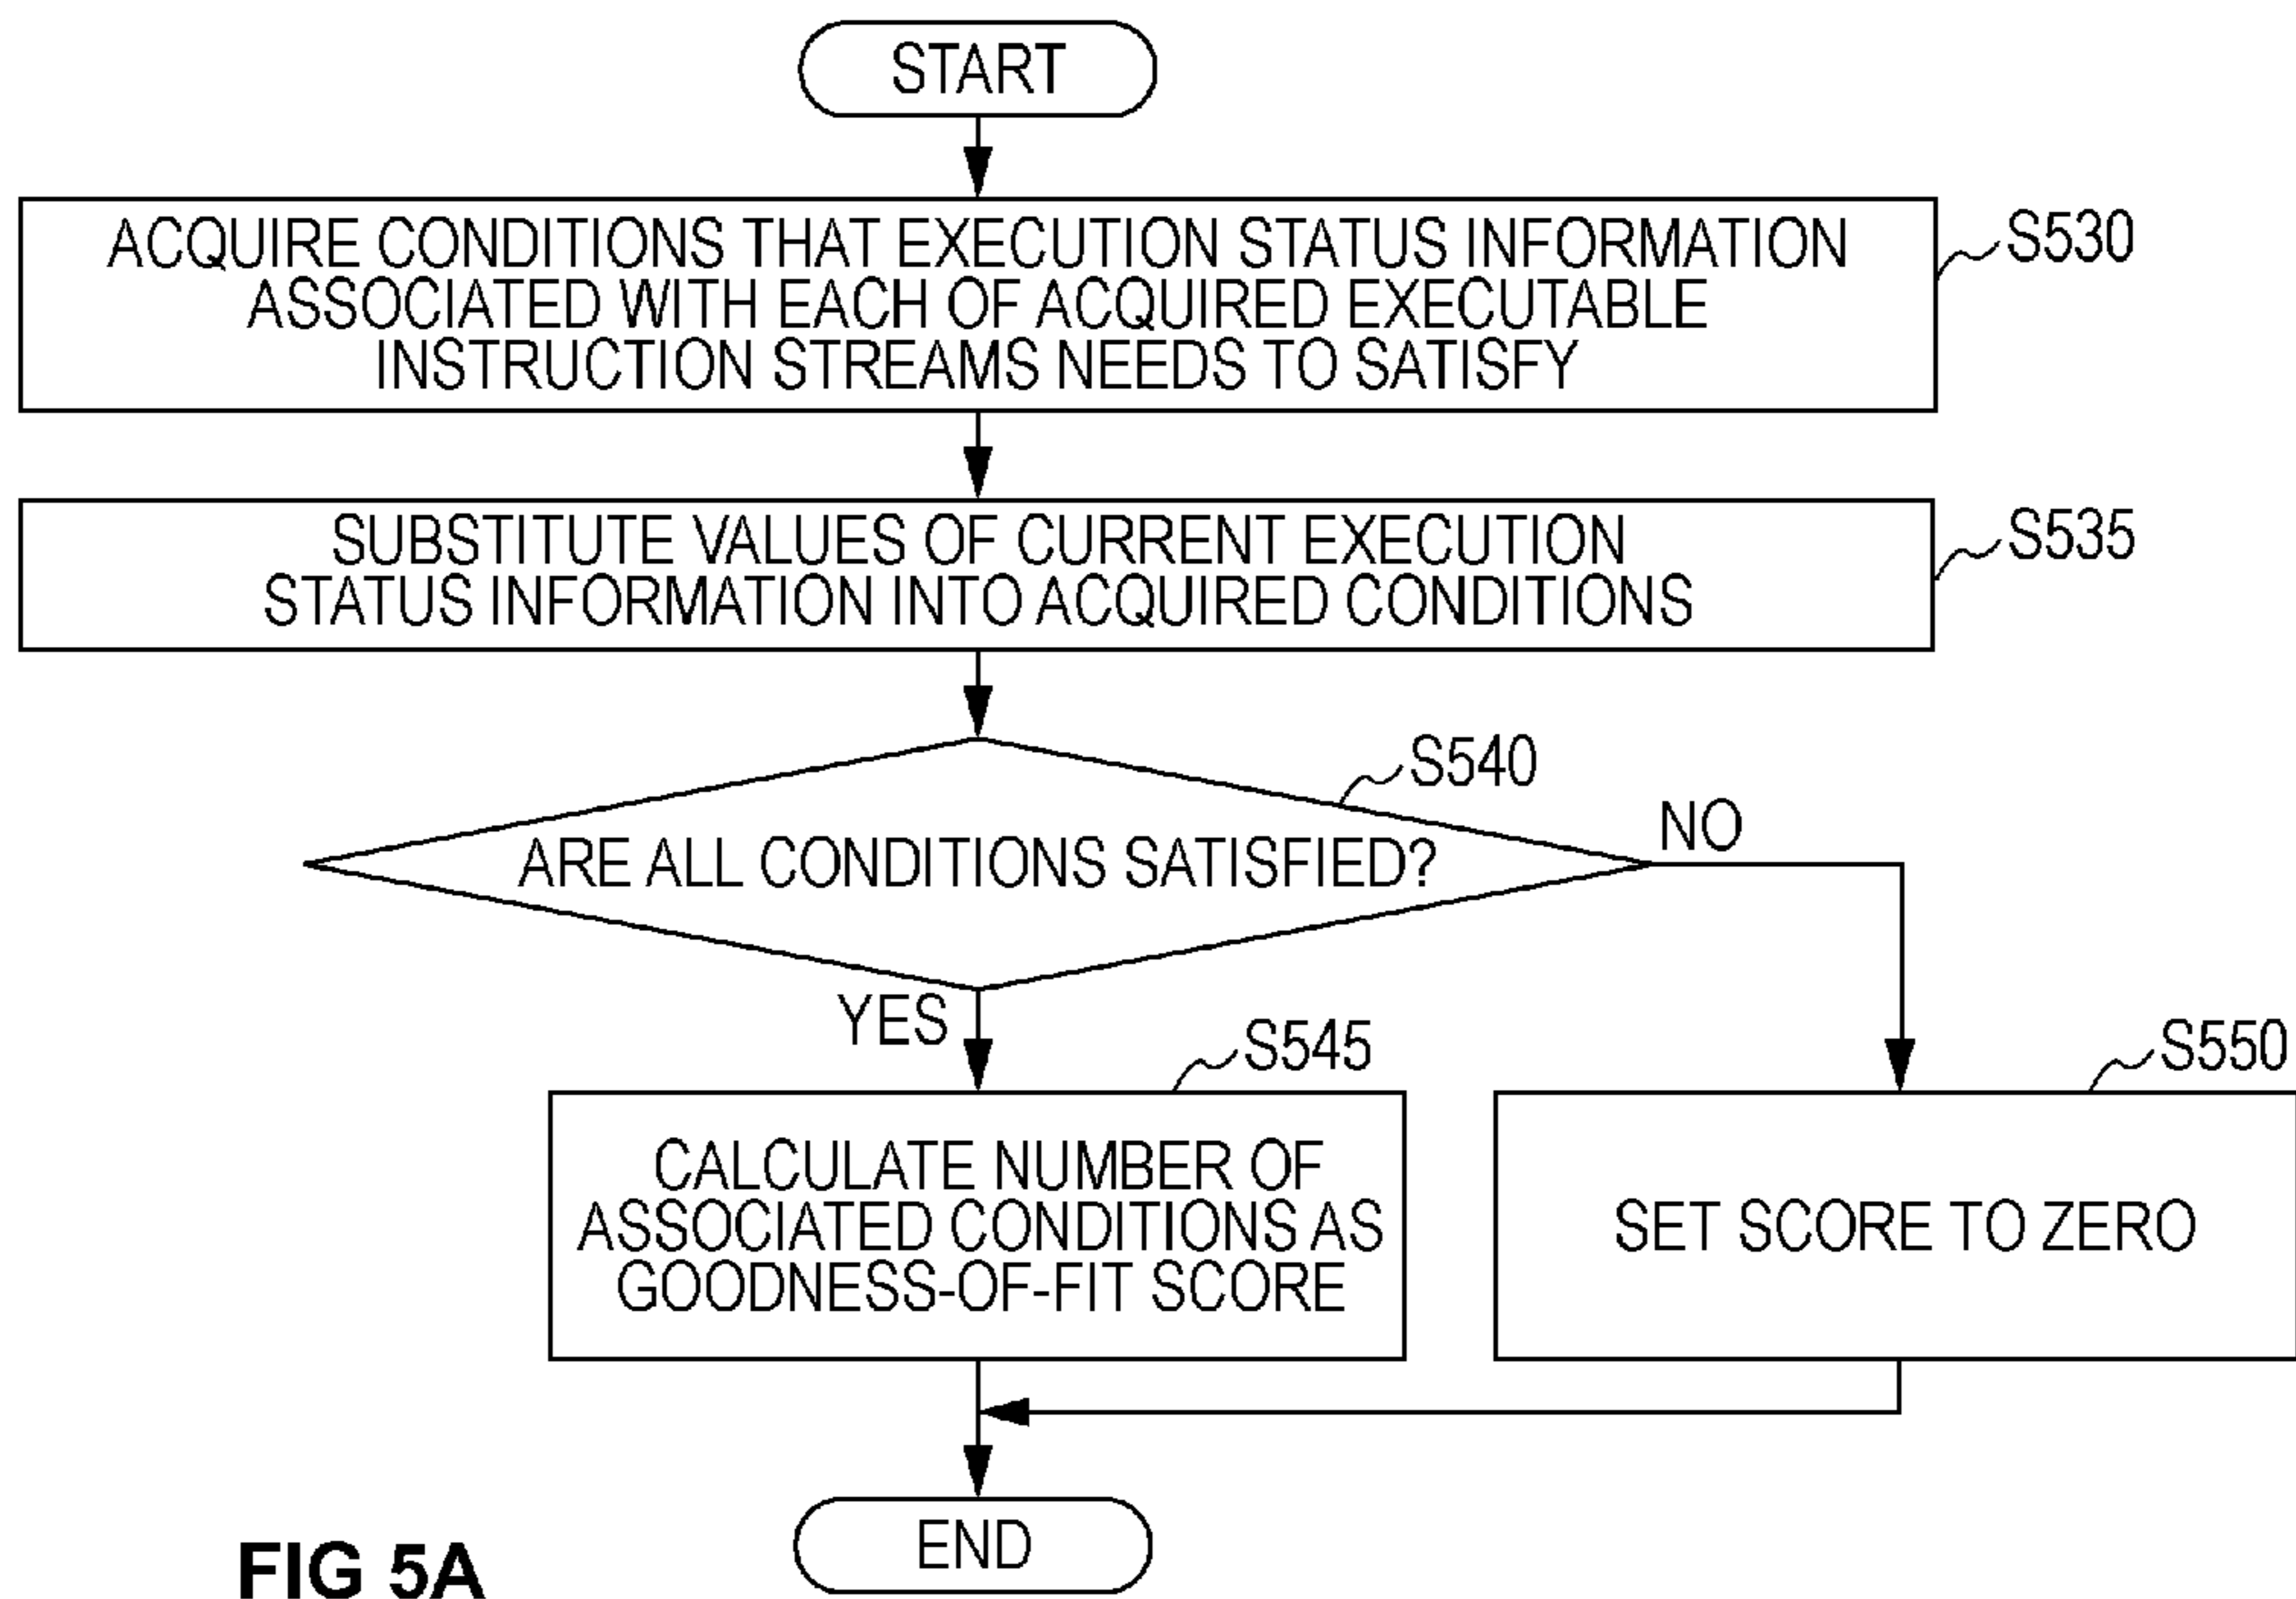 START
ACQUIRE CONDITIONS THAT EXECUTION STATUS INFORMATION
ASSOCIATED WITH EACH OF ACQUIRED EXECUTABLE
INSTRUCTION STREAMS NEEDS TO SATISFY
S530
SUBSTITUTE VALUES OF CURRENT EXECUTION
STATUS INFORMATION INTO ACQUIRED CONDITIONS
S535
S540
ARE ALL CONDITIONS SATISFIED?
NO
YES
S545
CALCULATE NUMBER OF
ASSOCIATED CONDITIONS AS
GOODNESS-OF-FIT SCORE
S550
SET SCORE TO ZERO
END
FIG 5A